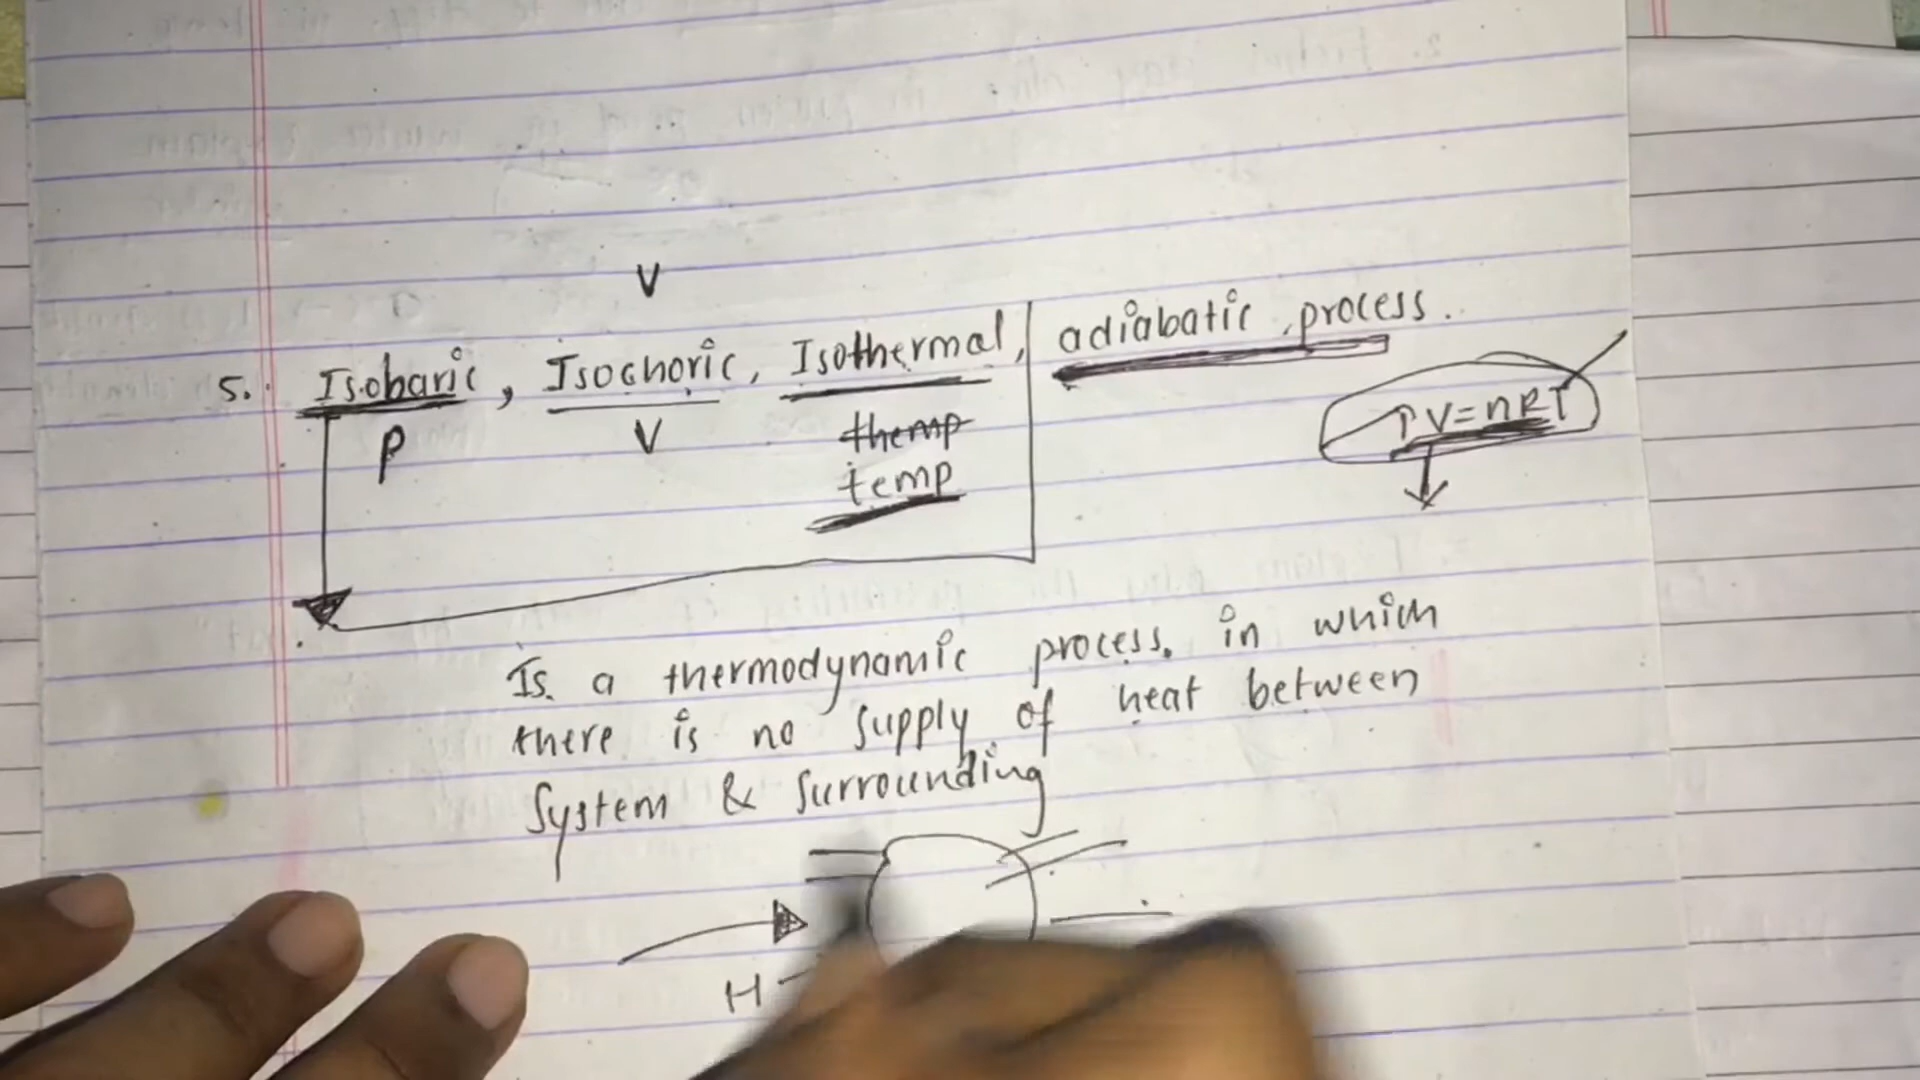 V
5. Isobaric, Isochoric, Isothermal, adiabatic process.
P V themp PV=nRT
temp
Is a thermodynamic process. in which
there is no supply of heat between
System & surrounding
H